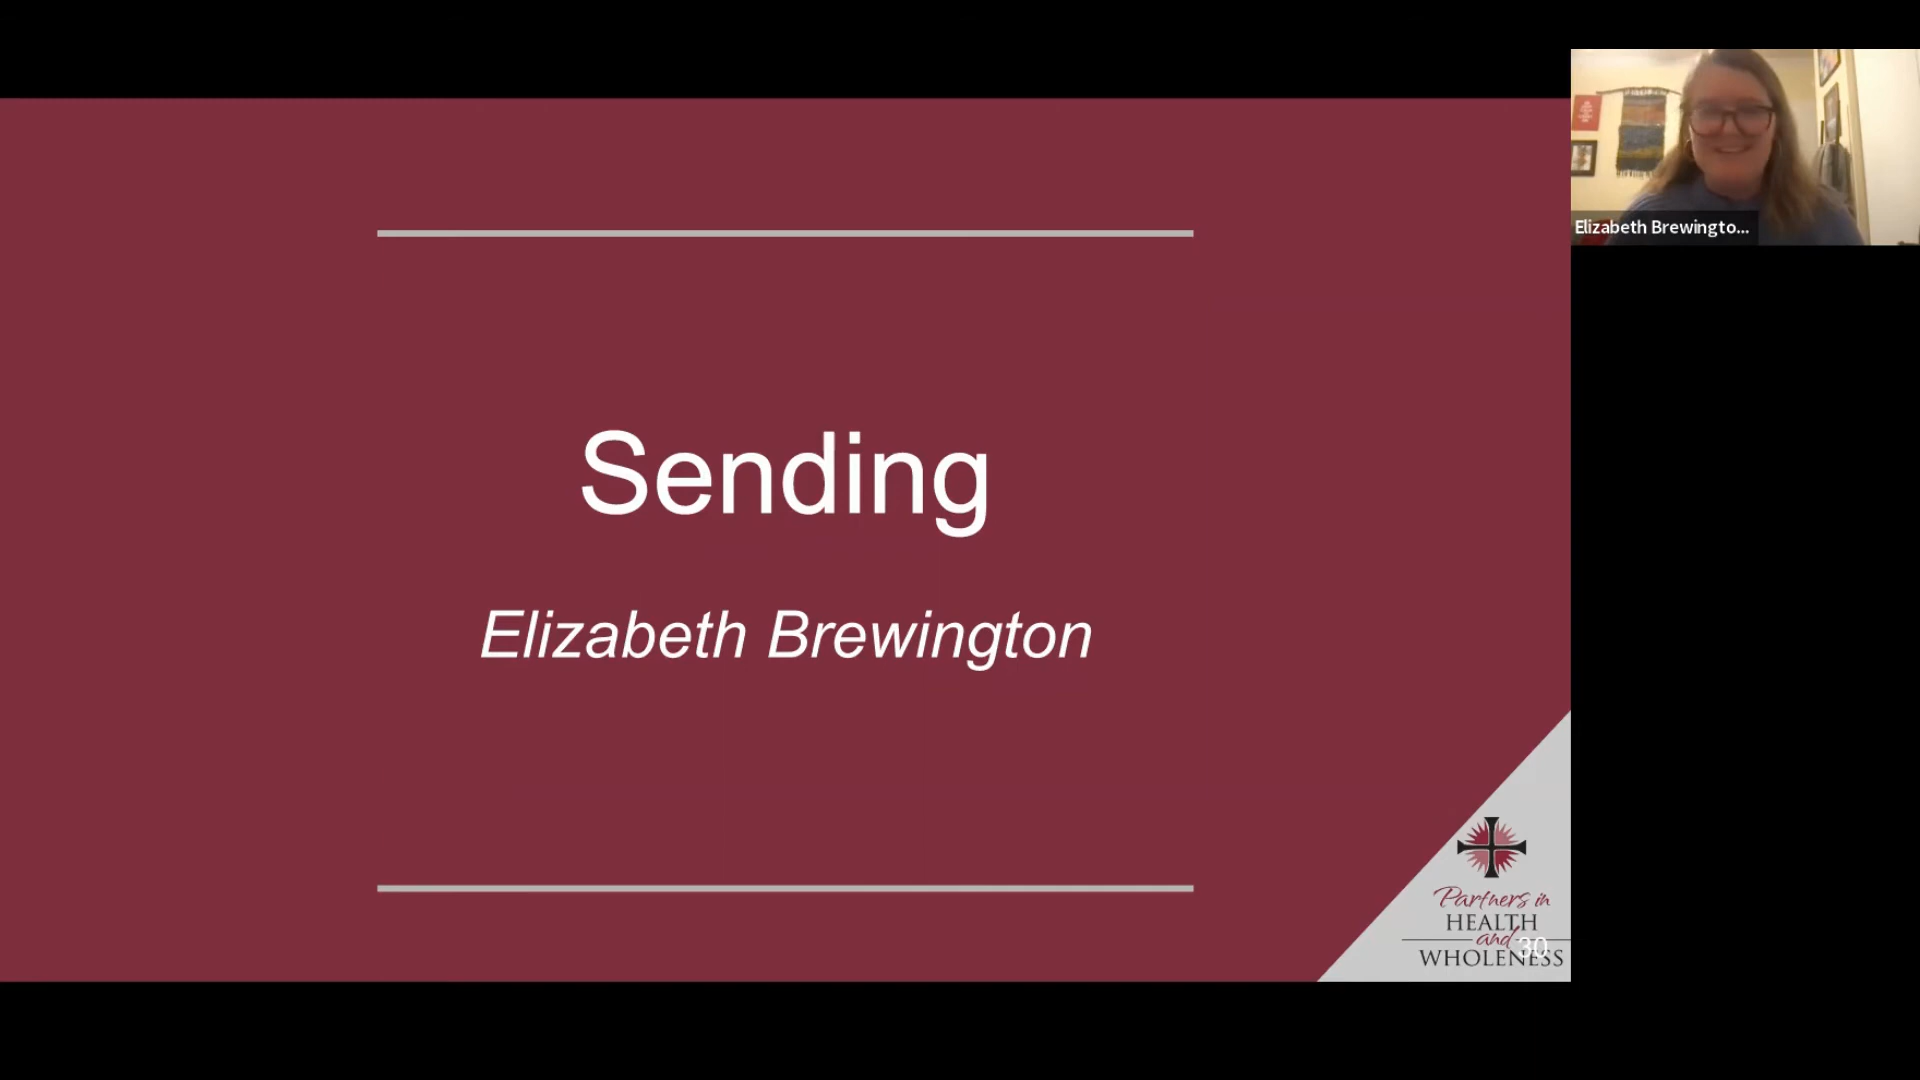 Elizabeth Brewingto...
Sending
Elizabeth Brewington
Partners in
HEALTH
and
WHOLENESS
30